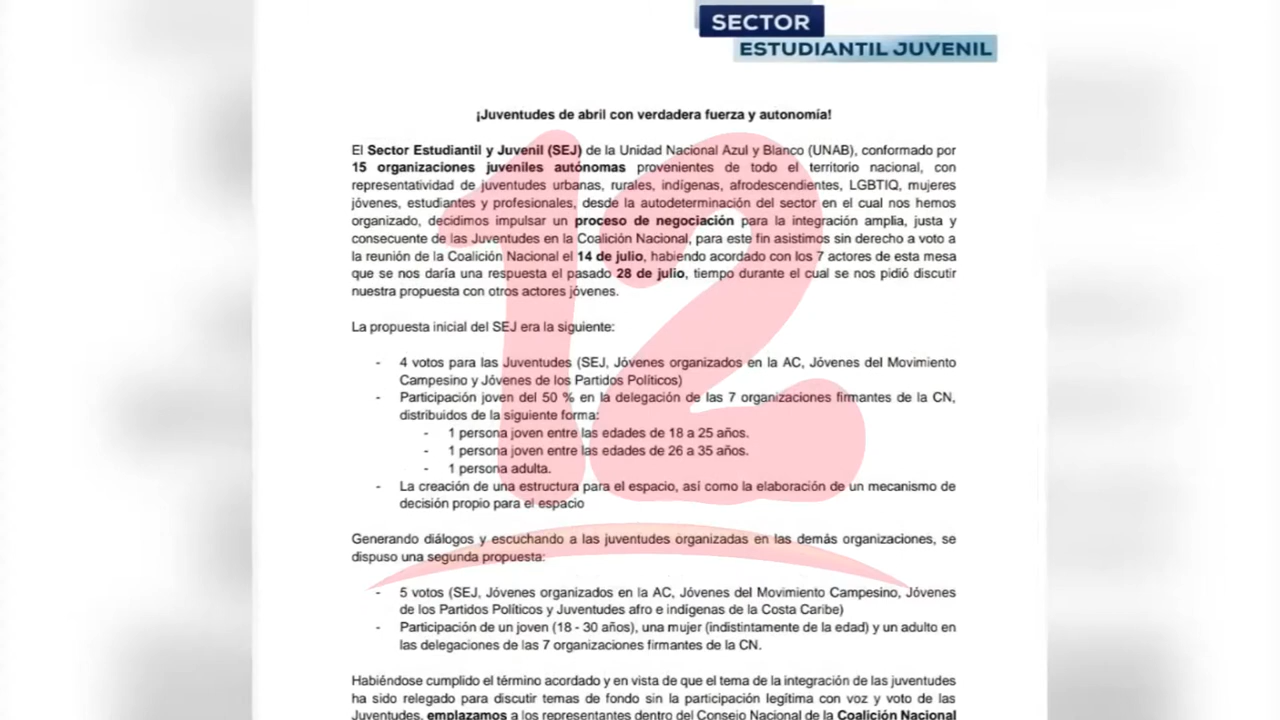 SECTOR
ESTUDIANTIL JUVENIL
¡Juventudes de abril con verdadera fuerza y autonomía!
El Sector Estudiantil y Juvenil (SEJ) de la Unidad Nacional Azul y Blanco (UNAB), conformado por
15 organizaciones juveniles autónomas provenientes de todo el territorio nacional, con
representatividad de juventudes urbanas, rurales, indígenas, afrodescendientes, LGBTIQ, mujeres
jóvenes, estudiantes y profesionales, desde la autodeterminación del sector en el cual nos hemos
organizado, decidimos impulsar un proceso de negociación para la integración amplia, justa y
consecuente de las Juventudes en la Coalición Nacional, para este fin asistimos sin derecho a voto a
la reunión de la Coalición Nacional el 14 de julio, habiendo acordado con los 7 actores de esta mesa
que se nos daría una respuesta el pasado 28 de julio, tiempo durante el cual se nos pidió discutir
nuestra propuesta con otros actores jóvenes.
La propuesta inicial del SEJ era la siguiente:
- 4 votos para las Juventudes (SEJ, Jóvenes organizados en la AC, Jóvenes del Movimiento
Campesino y Jóvenes de los Partidos Políticos)
- Participación joven del 50 % en la delegación de las 7 organizaciones firmantes de la CN,
distribuidos de la siguiente forma:
- 1 persona joven entre las edades de 18 a 25 años.
- 1 persona joven entre las edades de 26 a 35 años.
- 1 persona adulta.
- La creación de una estructura para el espacio, así como la elaboración de un mecanismo de
decisión propio para el espacio
Generando diálogos y escuchando a las juventudes organizadas en las demás organizaciones, se
dispuso una segunda propuesta:
- 5 votos (SEJ, Jóvenes organizados en la AC, Jóvenes del Movimiento Campesino, Jóvenes
de los Partidos Políticos y Juventudes afro e indígenas de la Costa Caribe)
- Participación de un joven (18 - 30 años), una mujer (indistintamente de la edad) y un adulto en
las delegaciones de las 7 organizaciones firmantes de la CN.
Habiéndose cumplido el término acordado y en vista de que el tema de la integración de las juventudes
ha sido relegado para discutir temas de fondo sin la participación legítima con voz y voto de las
Juventudes, emplazamos a los representantes dentro del Consejo Nacional de la Coalición Nacional
12